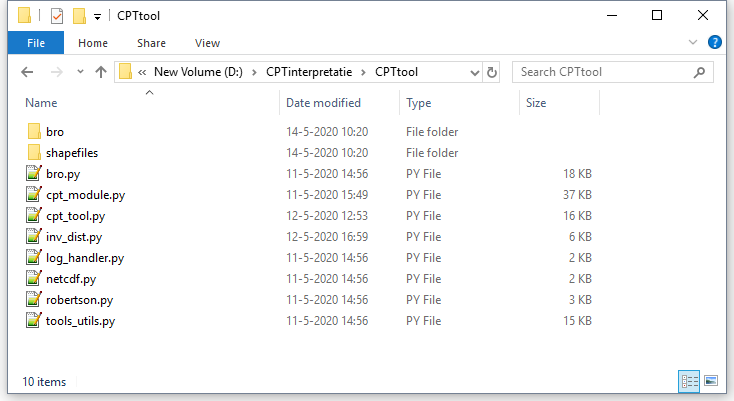 CPTtool
File Home Share View
« New Volume (D:) > CPTinterpretatie > CPTtool Search CPTtool
Name Date modified Type Size
bro 14-5-2020 10:20 File folder
shapefiles 14-5-2020 10:20 File folder
bro.py 11-5-2020 14:56 PY File 18 KB
cpt_module.py 11-5-2020 15:49 PY File 37 KB
cpt_tool.py 12-5-2020 12:53 PY File 16 KB
inv_dist.py 12-5-2020 16:59 PY File 6 KB
log_handler.py 11-5-2020 14:56 PY File 2 KB
netcdf.py 11-5-2020 14:56 PY File 2 KB
robertson.py 11-5-2020 14:56 PY File 3 KB
tools_utils.py 11-5-2020 14:56 PY File 15 KB
10 items